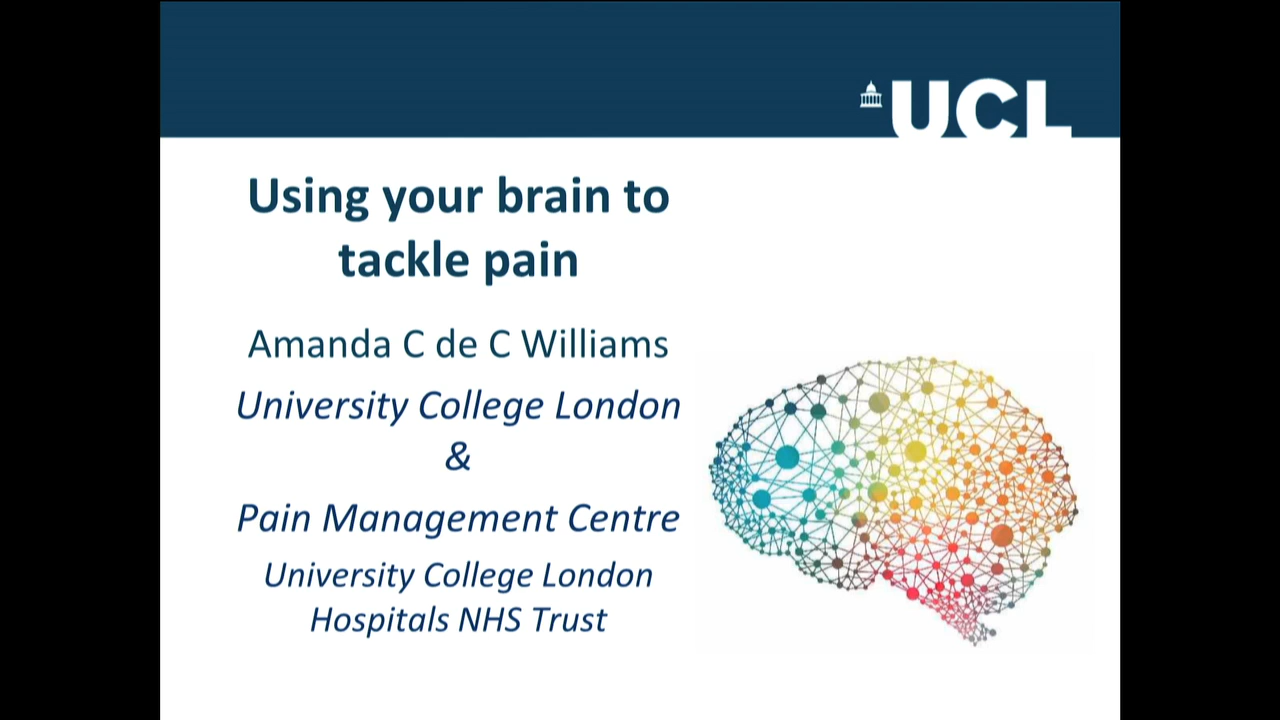 UCL
Using your brain to
tackle pain
Amanda C de C Williams
University College London
&
Pain Management Centre
University College London
Hospitals NHS Trust